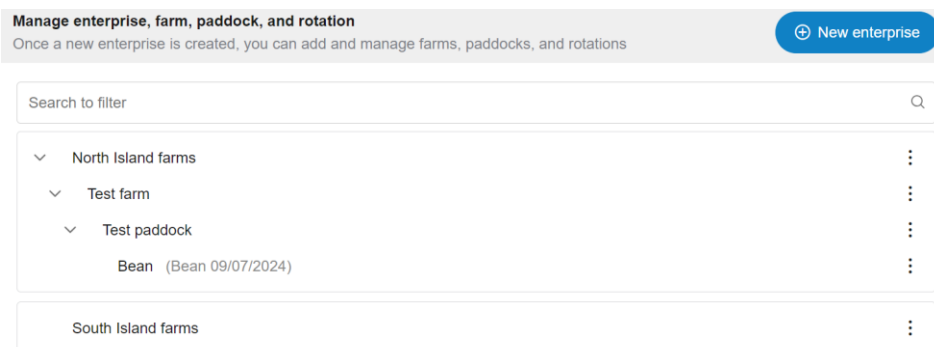 Manage enterprise, farm, paddock, and rotation
Once a new enterprise is created, you can add and manage farms, paddocks, and rotations
New enterprise
Search to filter
North Island farms
Test farm
Test paddock
Bean (Bean 09/07/2024)
South Island farms